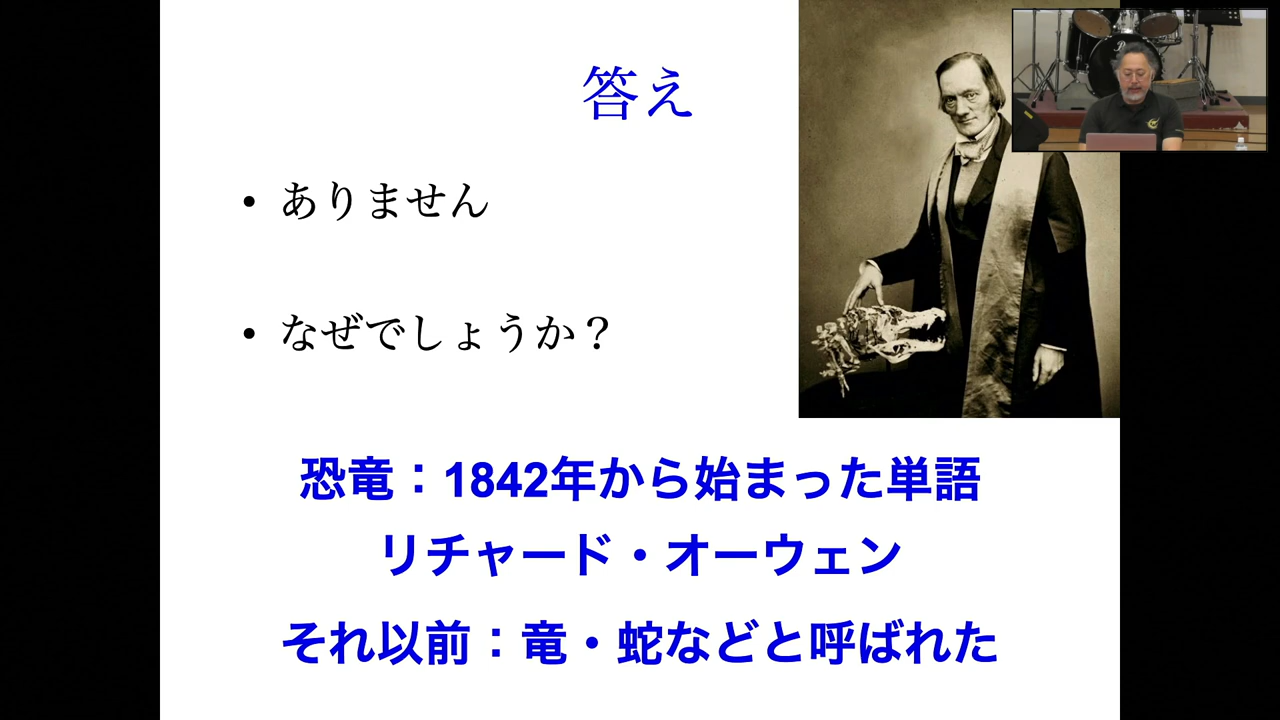 答え
• ありません
• なぜでしょうか？
恐竜：1842年から始まった単語
リチャード・オーウェン
それ以前：竜・蛇などと呼ばれた